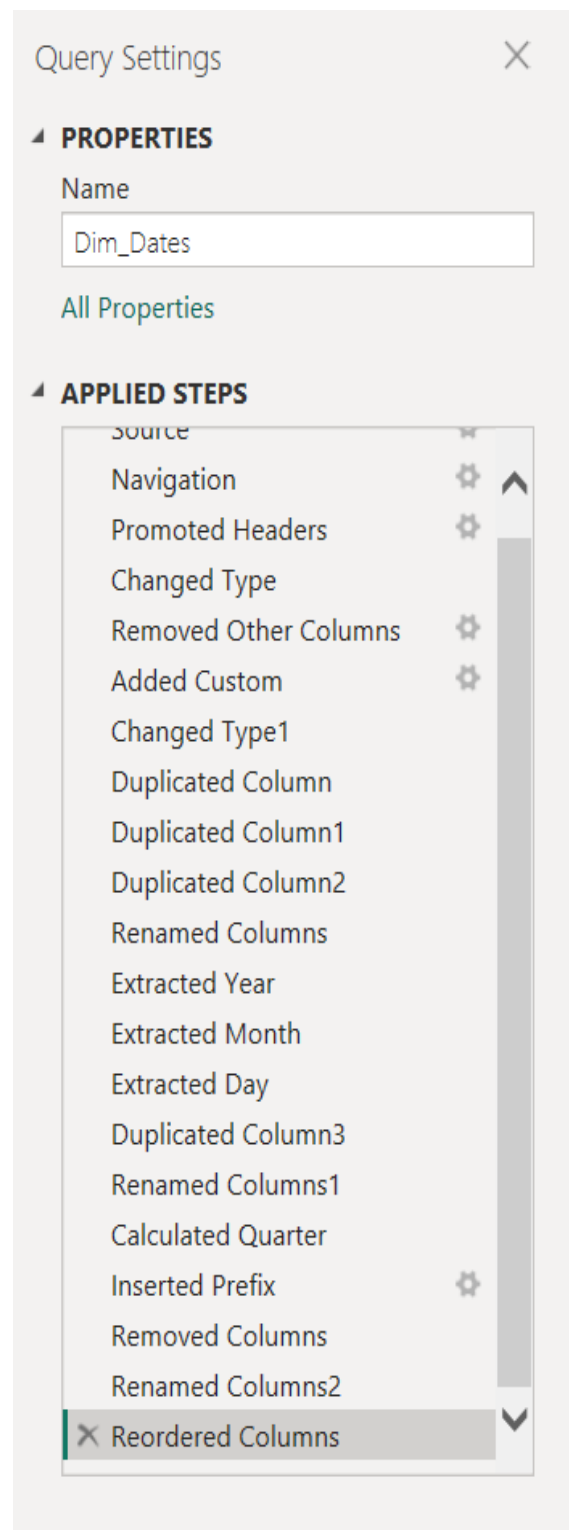 Query Settings
PROPERTIES
Name
Dim_Dates
All Properties
APPLIED STEPS
Source
Navigation
Promoted Headers
Changed Type
Removed Other Columns
Added Custom
Changed Type1
Duplicated Column
Duplicated Column1
Duplicated Column2
Renamed Columns
Extracted Year
Extracted Month
Extracted Day
Duplicated Column3
Renamed Columns1
Calculated Quarter
Inserted Prefix
Removed Columns
Renamed Columns2
Reordered Columns